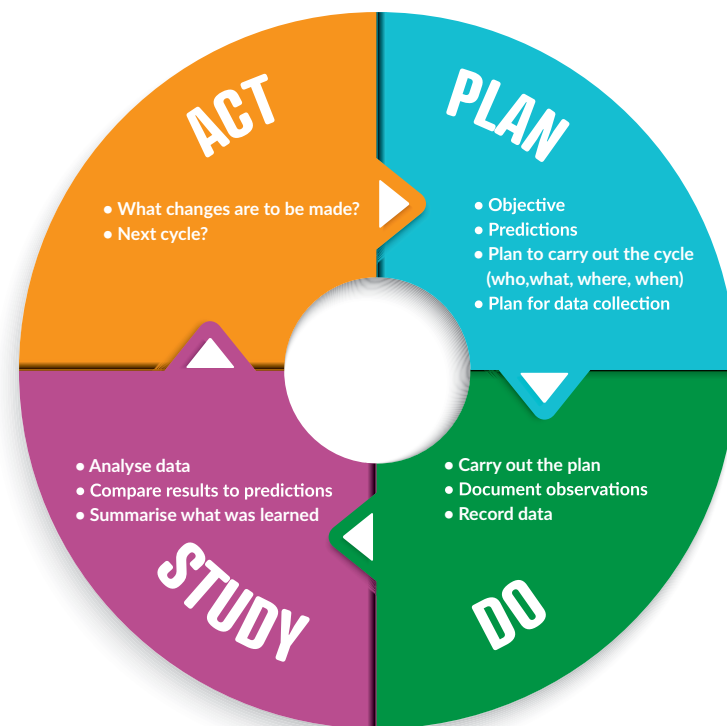 ACT
• What changes are to be made?
• Next cycle?
PLAN
• Objective
• Predictions
• Plan to carry out the cycle
(who,what, where, when)
• Plan for data collection
• Analyse data
• Compare results to predictions
• Summarise what was learned
STUDY
• Carry out the plan
• Document observations
• Record data
DO